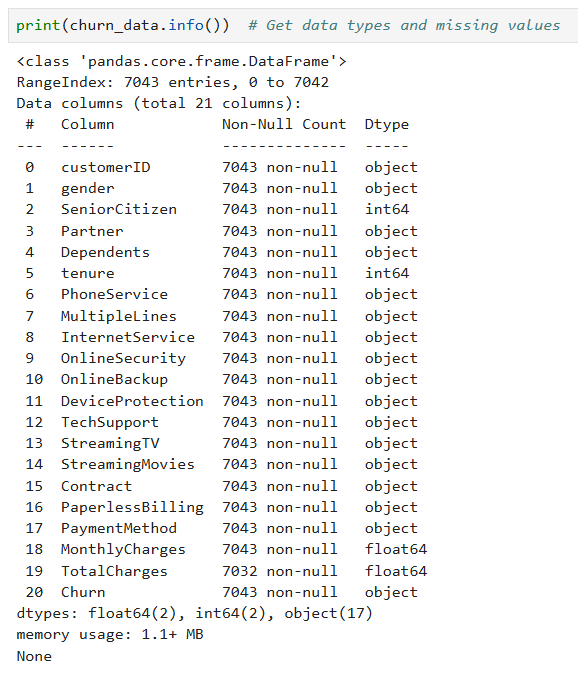 print(churn_data.info())  # Get data types and missing values
<class 'pandas.core.frame.DataFrame'>
RangeIndex: 7043 entries, 0 to 7042
Data columns (total 21 columns):
 #   Column            Non-Null Count  Dtype
---  ------            --------------  -----
 0   customerID        7043 non-null   object
 1   gender            7043 non-null   object
 2   SeniorCitizen     7043 non-null   int64
 3   Partner           7043 non-null   object
 4   Dependents        7043 non-null   object
 5   tenure            7043 non-null   int64
 6   PhoneService      7043 non-null   object
 7   MultipleLines     7043 non-null   object
 8   InternetService   7043 non-null   object
 9   OnlineSecurity    7043 non-null   object
 10  OnlineBackup      7043 non-null   object
 11  DeviceProtection  7043 non-null   object
 12  TechSupport       7043 non-null   object
 13  StreamingTV       7043 non-null   object
 14  StreamingMovies   7043 non-null   object
 15  Contract          7043 non-null   object
 16  PaperlessBilling  7043 non-null   object
 17  PaymentMethod     7043 non-null   object
 18  MonthlyCharges    7043 non-null   float64
 19  TotalCharges      7032 non-null   float64
 20  Churn             7043 non-null   object
dtypes: float64(2), int64(2), object(17)
memory usage: 1.1+ MB
None